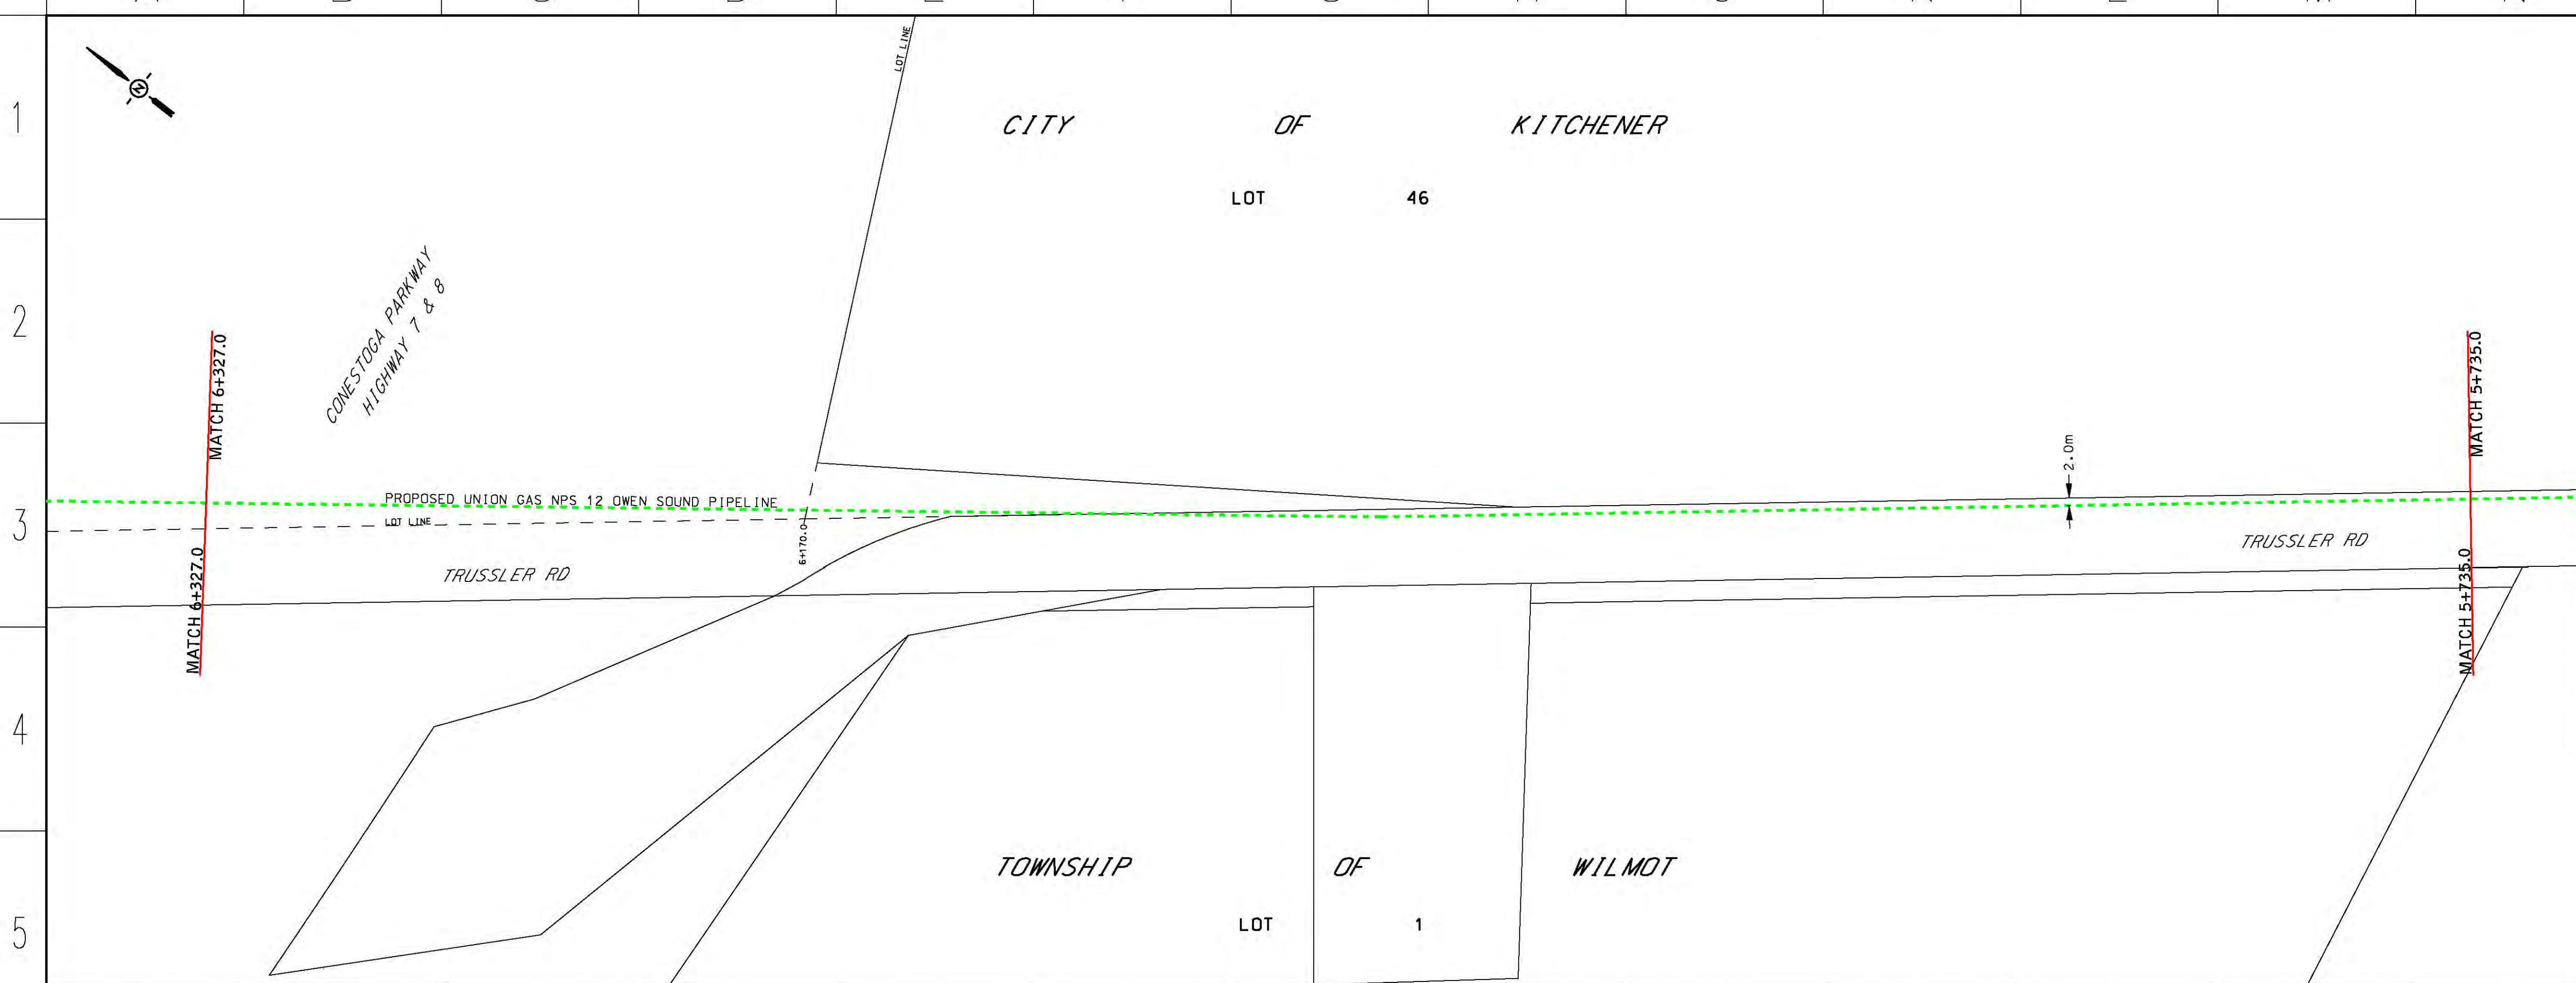 N
LOT LINE
1
CITY OF KITCHENER
LOT 46
CONESTOGA PARKWAY
HIGHWAY 7 & 8
2
MATCH 6+327.0
MATCH 5+735.0
2.0m
PROPOSED UNION GAS NPS 12 OWEN SOUND PIPELINE
LOT LINE
3
6+170.0
TRUSSLER RD
TRUSSLER RD
MATCH 6+327.0
MATCH 5+735.0
4
TOWNSHIP OF WILMOT
LOT 1
5